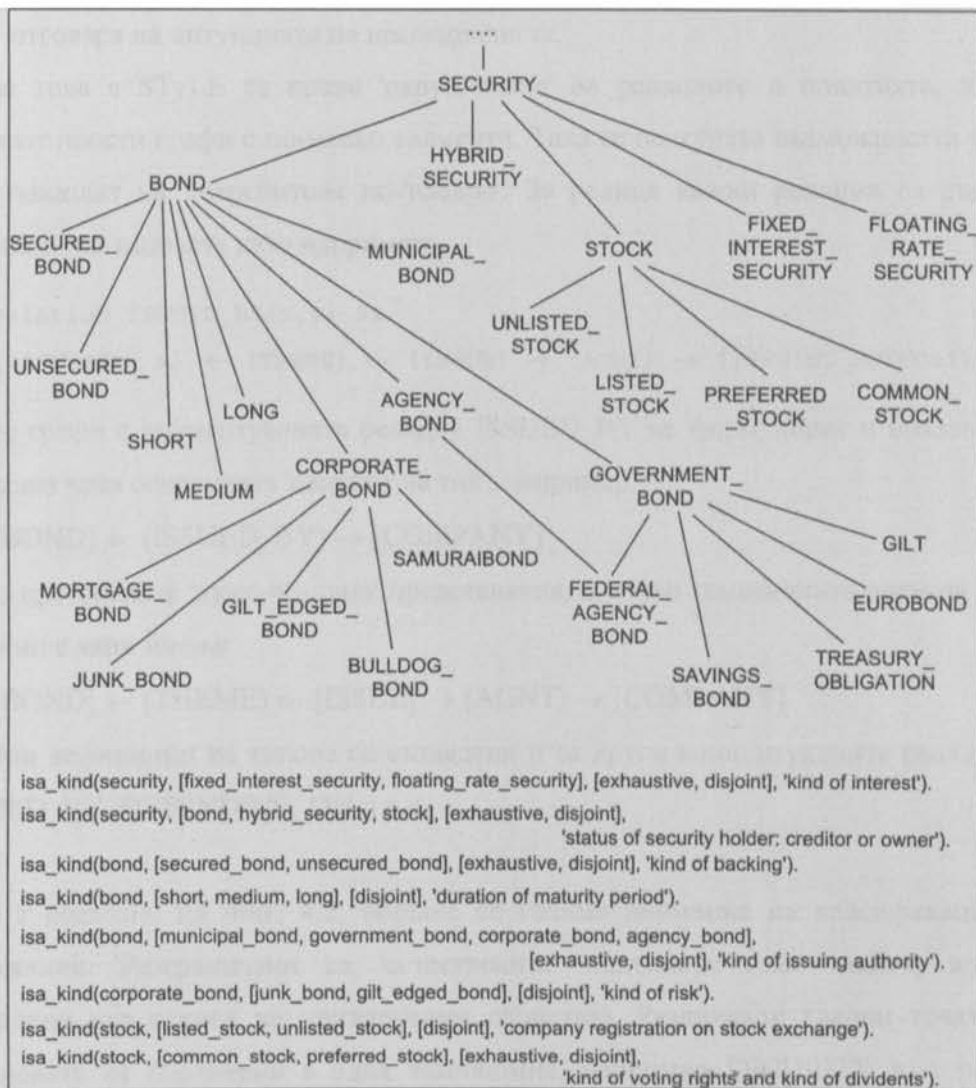 ...
SECURITY
HYBRID_
SECURITY
BOND
SECURED_
BOND
MUNICIPAL_
BOND
STOCK
FIXED_
INTEREST_
SECURITY
FLOATING_
RATE_
SECURITY
UNLISTED_
STOCK
UNSECURED_
BOND
LISTED_
STOCK
PREFERRED_
STOCK
COMMON_
STOCK
LONG
AGENCY_
BOND
SHORT
MEDIUM
CORPORATE_
BOND
GOVERNMENT_
BOND
SAMURAIBOND
GILT
MORTGAGE_
BOND
GILT_EDGED_
BOND
FEDERAL_
AGENCY_
BOND
EUROBOND
JUNK_BOND
BULLDOG_
BOND
SAVINGS_
BOND
TREASURY_
OBLIGATION
isa_kind(security, [fixed_interest_security, floating_rate_security], [exhaustive, disjoint], 'kind of interest').
isa_kind(security, [bond, hybrid_security, stock], [exhaustive, disjoint],
'status of security holder: creditor or owner').
isa_kind(bond, [secured_bond, unsecured_bond], [exhaustive, disjoint], 'kind of backing').
isa_kind(bond, [short, medium, long], [disjoint], 'duration of maturity period').
isa_kind(bond, [municipal_bond, government_bond, corporate_bond, agency_bond],
[exhaustive, disjoint], 'kind of issuing authority').
isa_kind(corporate_bond, [junk_bond, gilt_edged_bond], [disjoint], 'kind of risk').
isa_kind(stock, [listed_stock, unlisted_stock], [disjoint], 'company registration on stock exchange').
isa_kind(stock, [common_stock, preferred_stock], [exhaustive, disjoint],
'kind of voting rights and kind of dividents').